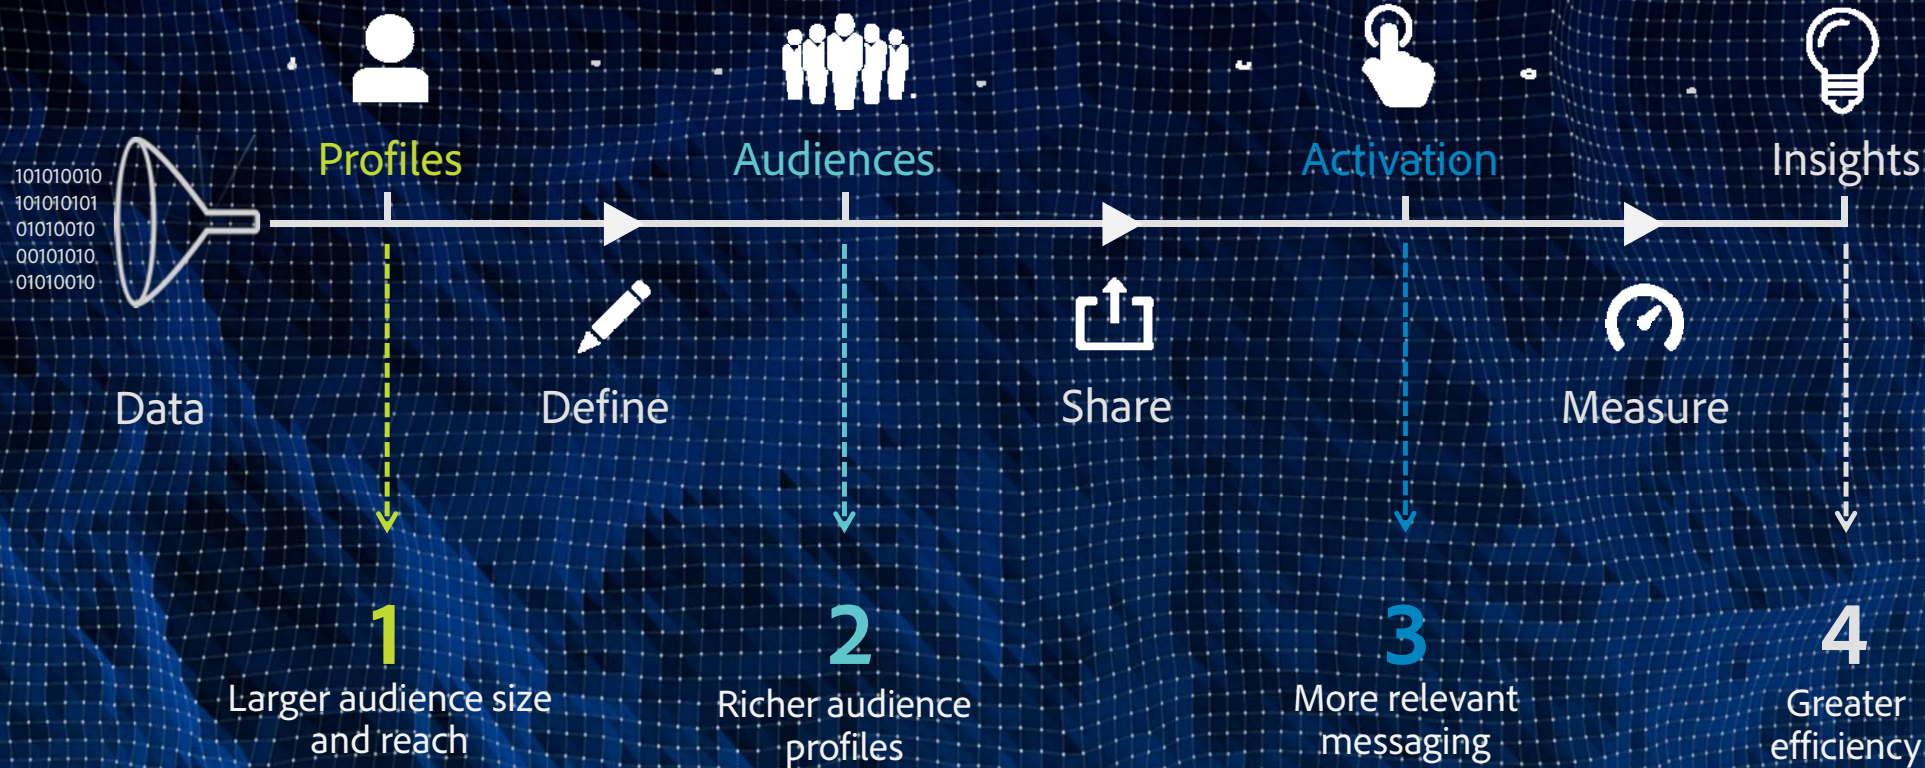 Profiles
Audiences
Activation
Insights
101010010
101010101
01010010
00101010
01010010
Data
Define
Share
Measure
1
Larger audience size
and reach
2
Richer audience
profiles
3
More relevant
messaging
4
Greater
efficiency